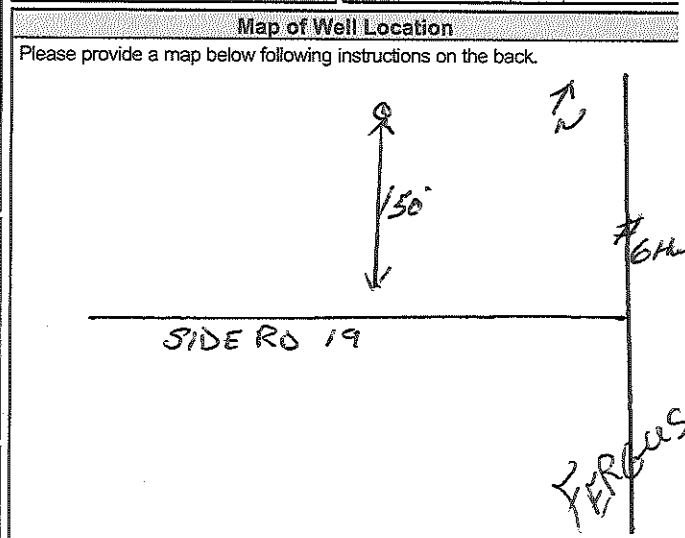 Map of Well Location
Please provide a map below following instructions on the back.
N
150'
# 6 Hw
SIDE RD 19
FERGUS